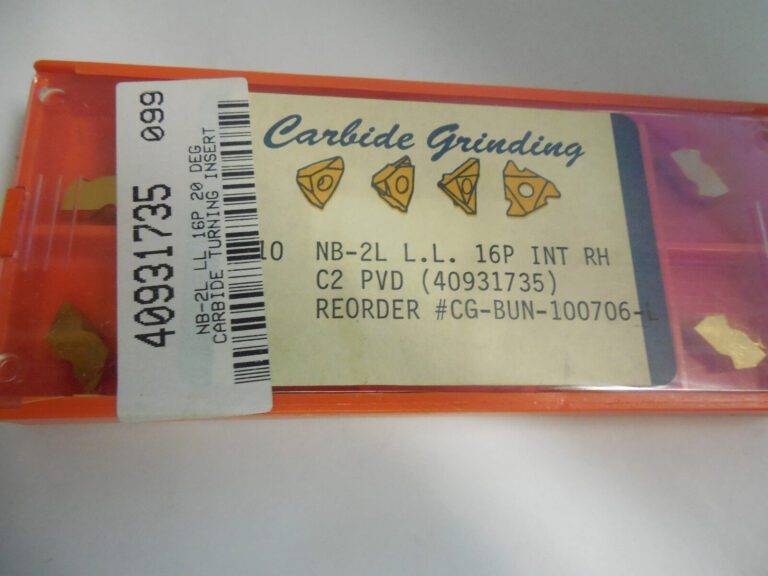 Carbide Grinding
10 NB-2L L.L. 16P INT RH
C2 PVD (40931735)
REORDER #CG-BUN-100706-L
40931735 099
NB-2L LL 16P 20 DEG
CARBIDE TURNING INSERT